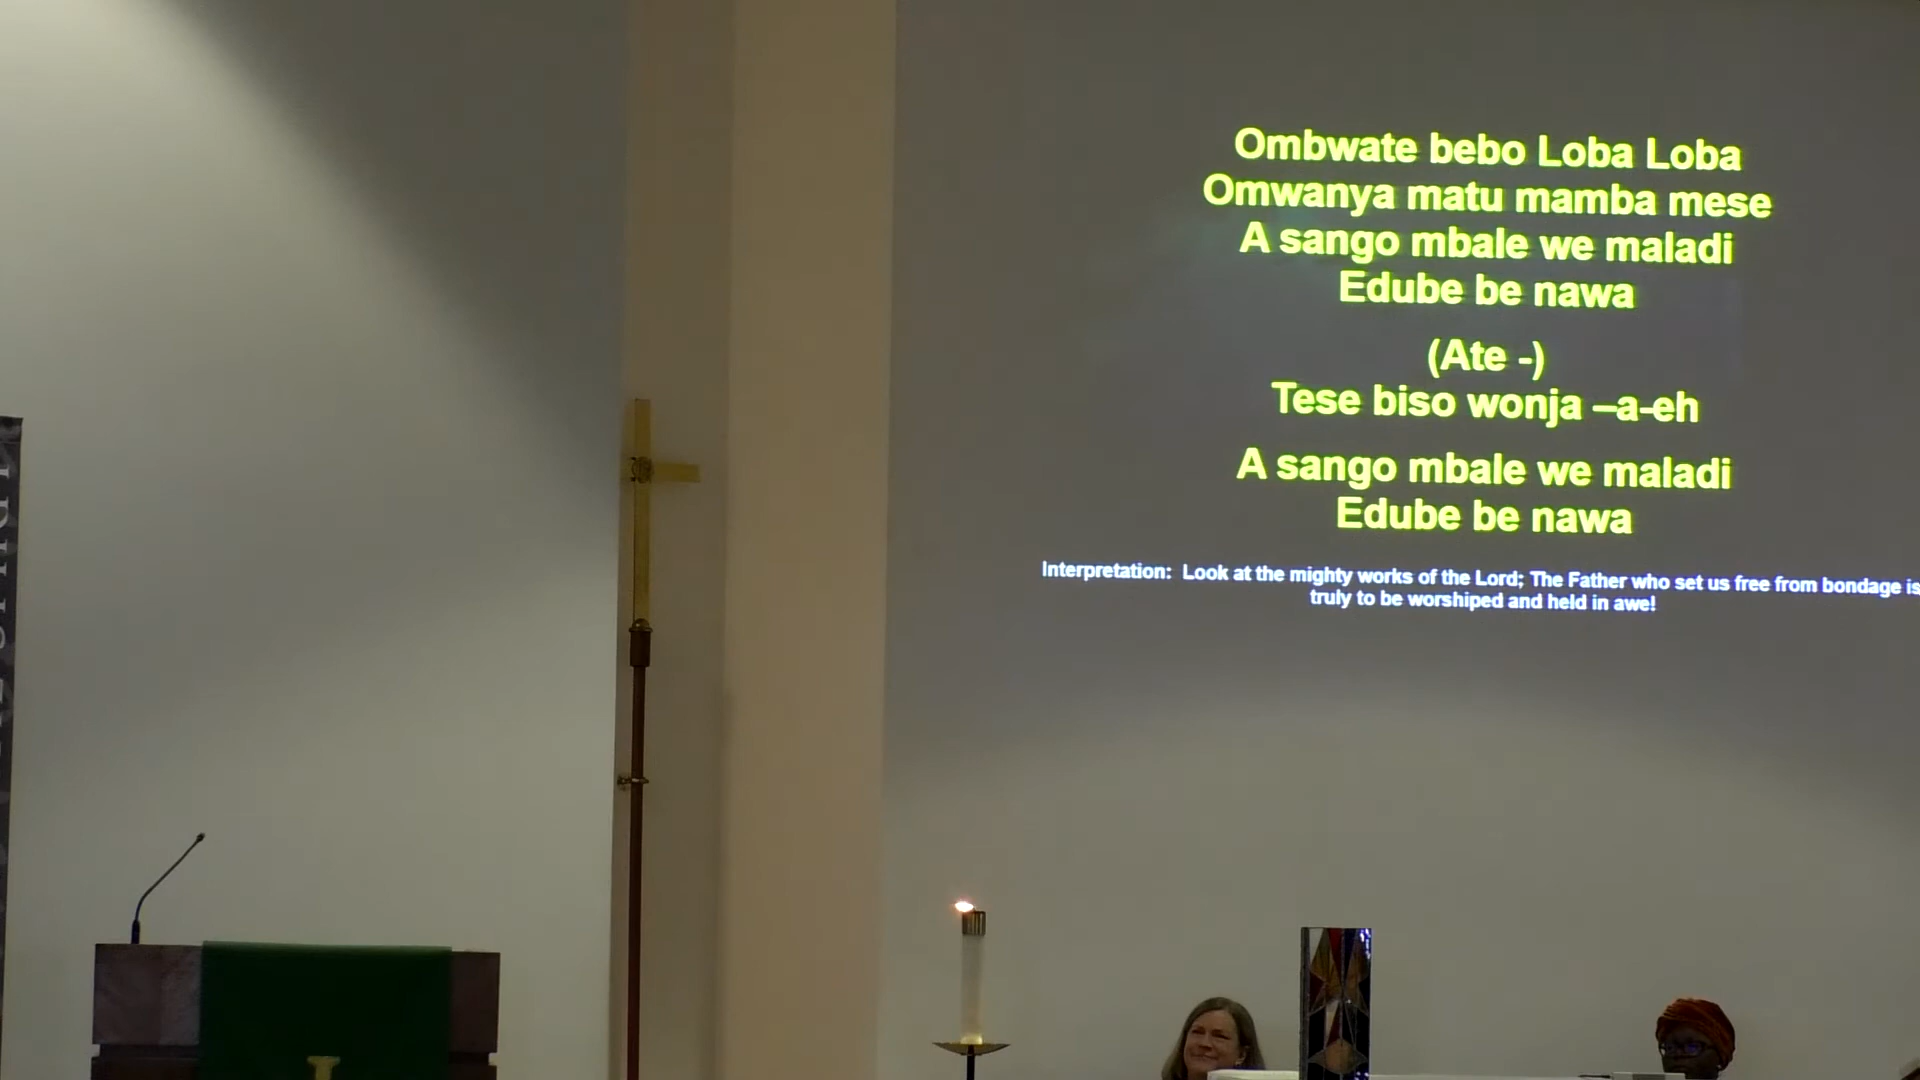 Ombwate bebo Loba Loba
Omwanya matu mamba mese
A sango mbale we maladi
Edube be nawa
(Ate -)
Tese biso wonja –a-eh
A sango mbale we maladi
Edube be nawa
Interpretation: Look at the mighty works of the Lord; The Father who set us free from bondage is
truly to be worshiped and held in awe!